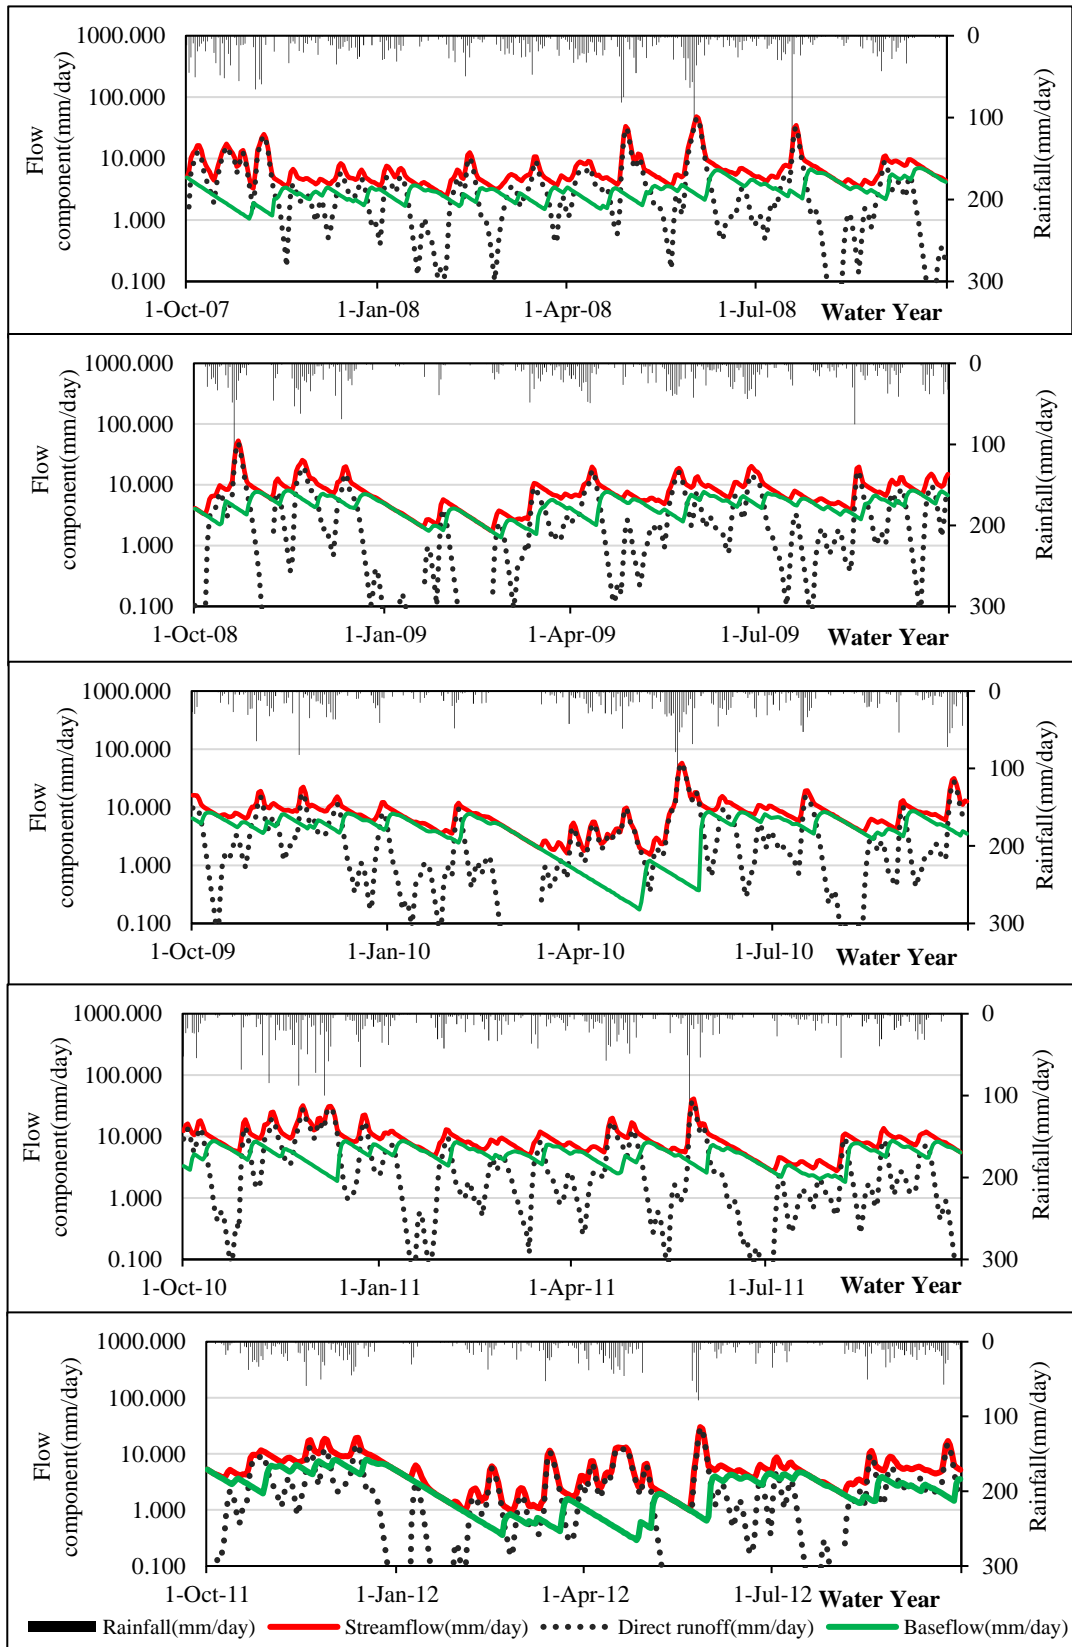 1000.000
100.000
10.000
1.000
0.100
Flow
component(mm/day)
0
100
200
300
Rainfall(mm/day)
1-Oct-07
1-Jan-08
1-Apr-08
1-Jul-08
Water Year
1000.000
100.000
10.000
1.000
0.100
Flow
component(mm/day)
0
100
200
300
Rainfall(mm/day)
1-Oct-08
1-Jan-09
1-Apr-09
1-Jul-09
Water Year
1000.000
100.000
10.000
1.000
0.100
Flow
component(mm/day)
0
100
200
300
Rainfall(mm/day)
1-Oct-09
1-Jan-10
1-Apr-10
1-Jul-10
Water Year
1000.000
100.000
10.000
1.000
0.100
Flow
component(mm/day)
0
100
200
300
Rainfall(mm/day)
1-Oct-10
1-Jan-11
1-Apr-11
1-Jul-11
Water Year
1000.000
100.000
10.000
1.000
0.100
Flow
component(mm/day)
0
100
200
300
Rainfall(mm/day)
1-Oct-11
1-Jan-12
1-Apr-12
1-Jul-12
Water Year
Rainfall(mm/day)
Streamflow(mm/day)
Direct runoff(mm/day)
Baseflow(mm/day)